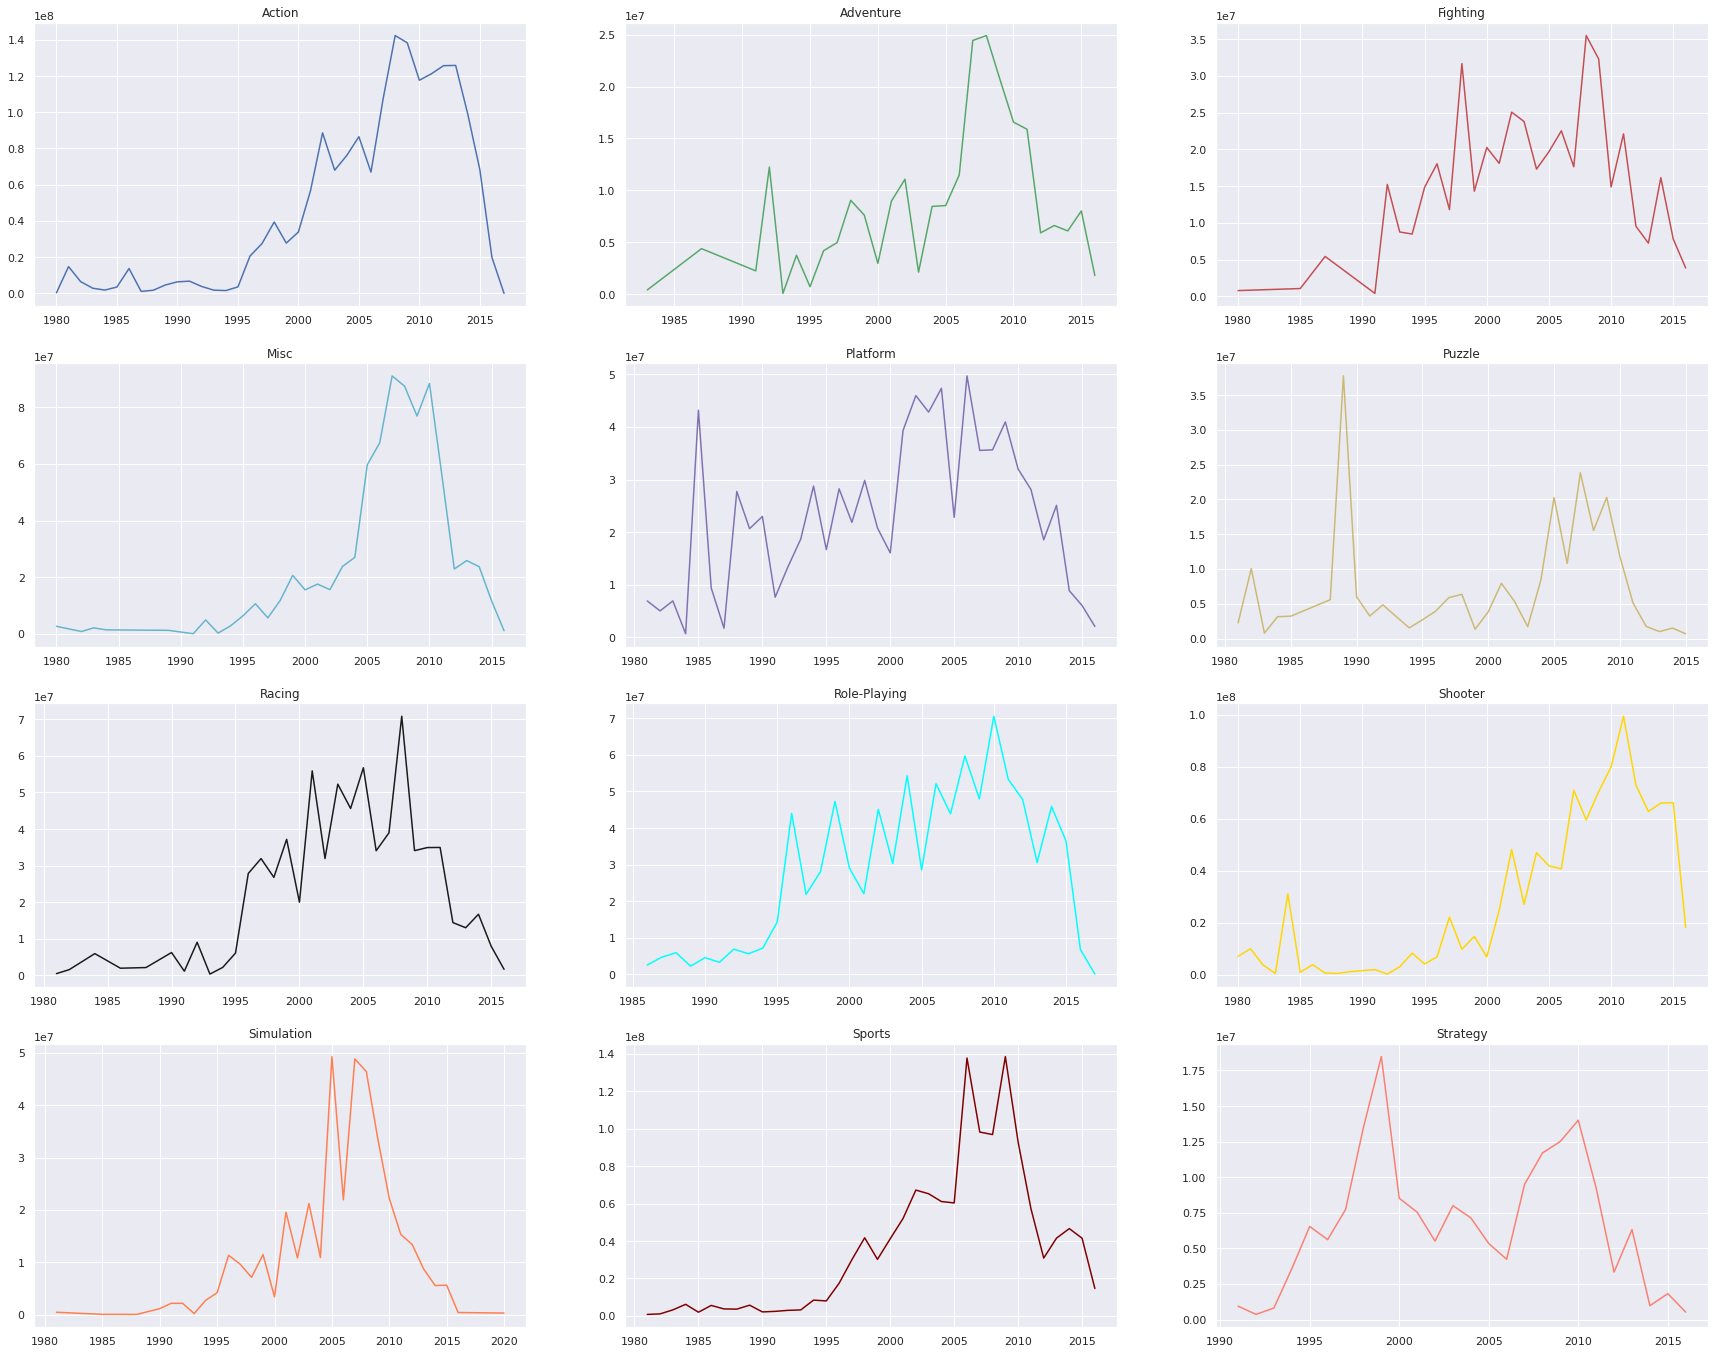 Action
1e8
1.4
1.2
1.0
0.8
0.6
0.4
0.2
0.0
1980 1985 1990 1995 2000 2005 2010 2015
Adventure
1e7
2.5
2.0
1.5
1.0
0.5
0.0
1985 1990 1995 2000 2005 2010 2015
Fighting
1e7
3.5
3.0
2.5
2.0
1.5
1.0
0.5
0.0
1980 1985 1990 1995 2000 2005 2010 2015
Misc
1e7
8
6
4
2
0
1980 1985 1990 1995 2000 2005 2010 2015
Platform
1e7
5
4
3
2
1
0
1980 1985 1990 1995 2000 2005 2010 2015
Puzzle
1e7
3.5
3.0
2.5
2.0
1.5
1.0
0.5
0.0
1980 1985 1990 1995 2000 2005 2010 2015
Racing
1e7
7
6
5
4
3
2
1
0
1980 1985 1990 1995 2000 2005 2010 2015
Role-Playing
1e7
7
6
5
4
3
2
1
0
1985 1990 1995 2000 2005 2010 2015
Shooter
1e8
1.0
0.8
0.6
0.4
0.2
0.0
1980 1985 1990 1995 2000 2005 2010 2015
Simulation
1e7
5
4
3
2
1
0
1980 1985 1990 1995 2000 2005 2010 2015 2020
Sports
1e8
1.4
1.2
1.0
0.8
0.6
0.4
0.2
0.0
1980 1985 1990 1995 2000 2005 2010 2015
Strategy
1e7
1.75
1.50
1.25
1.00
0.75
0.50
0.25
0.00
1990 1995 2000 2005 2010 2015